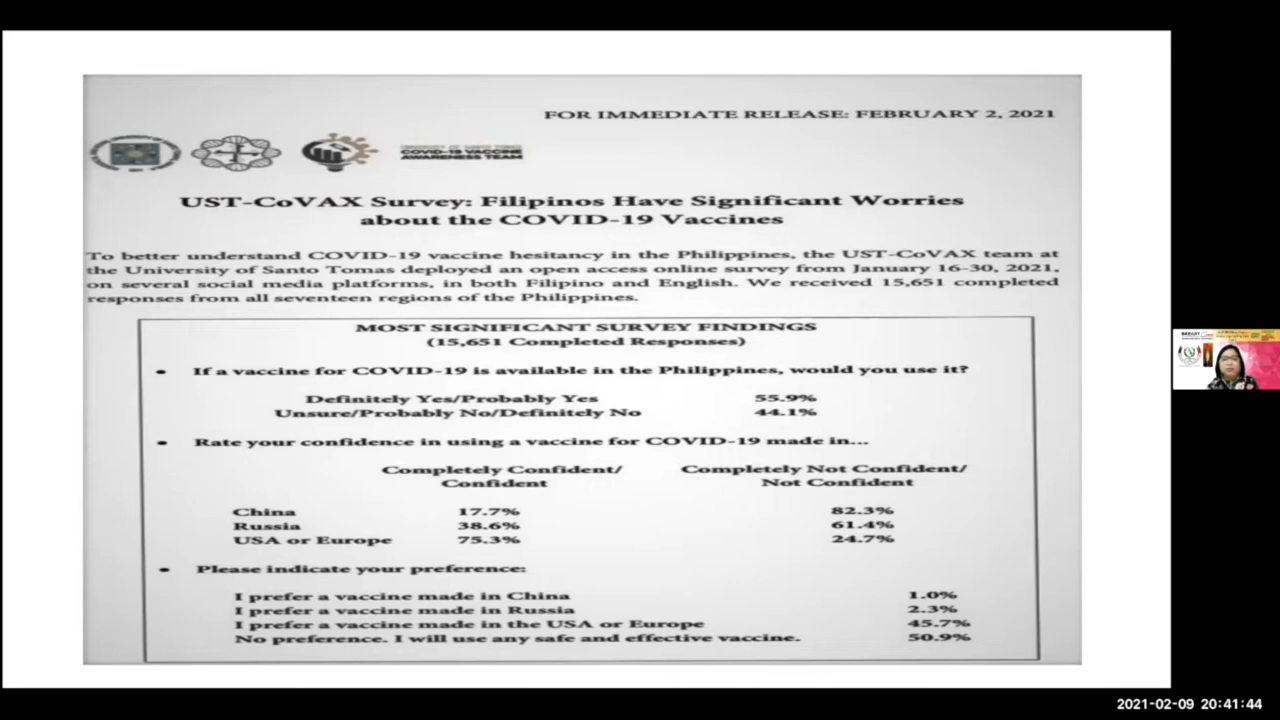 FOR IMMEDIATE RELEASE: FEBRUARY 2, 2021
UNIVERSITY OF SANTO TOMAS
COVID-19 VACCINE
AWARENESS TEAM
UST-CoVAX Survey: Filipinos Have Significant Worries
about the COVID-19 Vaccines
To better understand COVID-19 vaccine hesitancy in the Philippines, the UST-CoVAX team at
the University of Santo Tomas deployed an open access online survey from January 16-30, 2021,
on several social media platforms, in both Filipino and English. We received 15,651 completed
responses from all seventeen regions of the Philippines.
MOST SIGNIFICANT SURVEY FINDINGS
(15,651 Completed Responses)
• If a vaccine for COVID-19 is available in the Philippines, would you use it?
Definitely Yes/Probably Yes 55.9%
Unsure/Probably No/Definitely No 44.1%
• Rate your confidence in using a vaccine for COVID-19 made in...
Completely Confident/ Completely Not Confident/
Confident Not Confident
China 17.7% 82.3%
Russia 38.6% 61.4%
USA or Europe 75.3% 24.7%
• Please indicate your preference:
I prefer a vaccine made in China 1.0%
I prefer a vaccine made in Russia 2.3%
I prefer a vaccine made in the USA or Europe 45.7%
No preference. I will use any safe and effective vaccine. 50.9%
2021-02-09 20:41:44